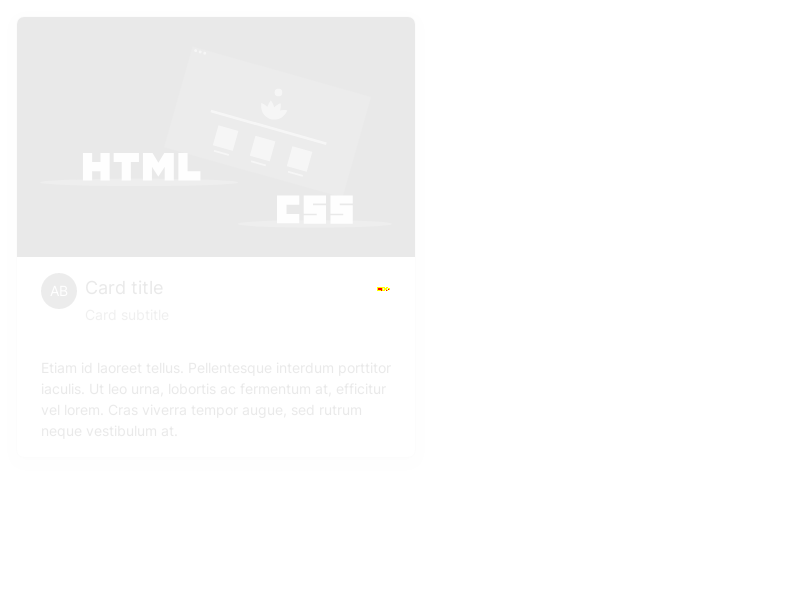 HTML
CSS
AB
Card title
Card subtitle
Etiam id laoreet tellus. Pellentesque interdum porttitor
iaculis. Ut leo urna, lobortis ac fermentum at, efficitur
vel lorem. Cras viverra tempor augue, sed rutrum
neque vestibulum at.